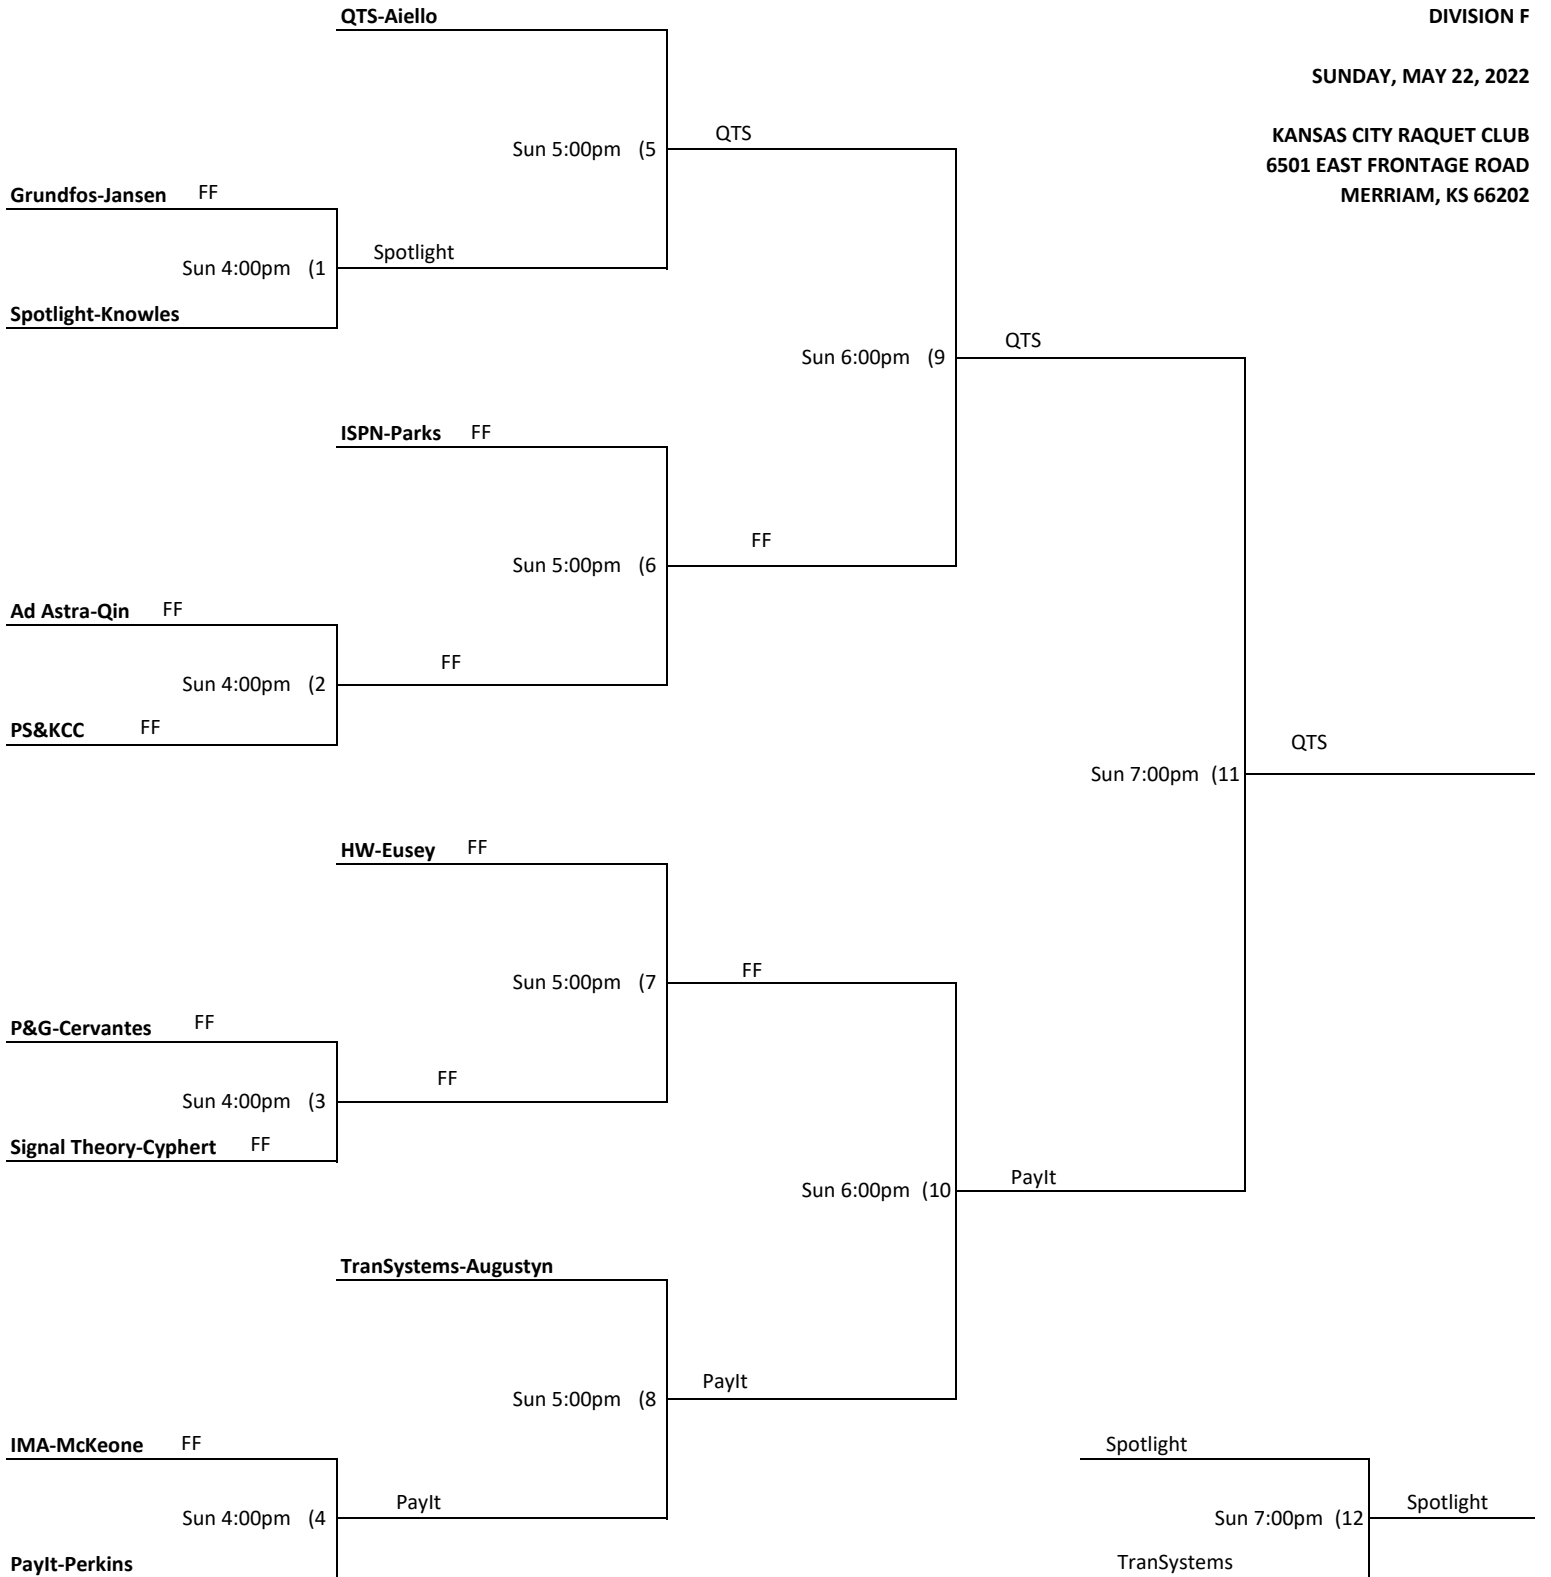 QTS-Aiello
DIVISION F
SUNDAY, MAY 22, 2022
QTS
KANSAS CITY RAQUET CLUB
Sun 5:00pm (5
6501 EAST FRONTAGE ROAD
Grundfos-Jansen FF
MERRIAM, KS 66202
Spotlight
Sun 4:00pm (1
Spotlight-Knowles
QTS
Sun 6:00pm (9
ISPN-Parks FF
FF
Sun 5:00pm (6
Ad Astra-Qin FF
FF
Sun 4:00pm (2
PS&KCC FF
QTS
Sun 7:00pm (11
HW-Eusey FF
FF
Sun 5:00pm (7
P&G-Cervantes FF
FF
Sun 4:00pm (3
Signal Theory-Cyphert FF
PayIt
Sun 6:00pm (10
TranSystems-Augustyn
PayIt
Sun 5:00pm (8
IMA-McKeone FF
Spotlight
PayIt
Spotlight
Sun 4:00pm (4
Sun 7:00pm (12
PayIt-Perkins
TranSystems